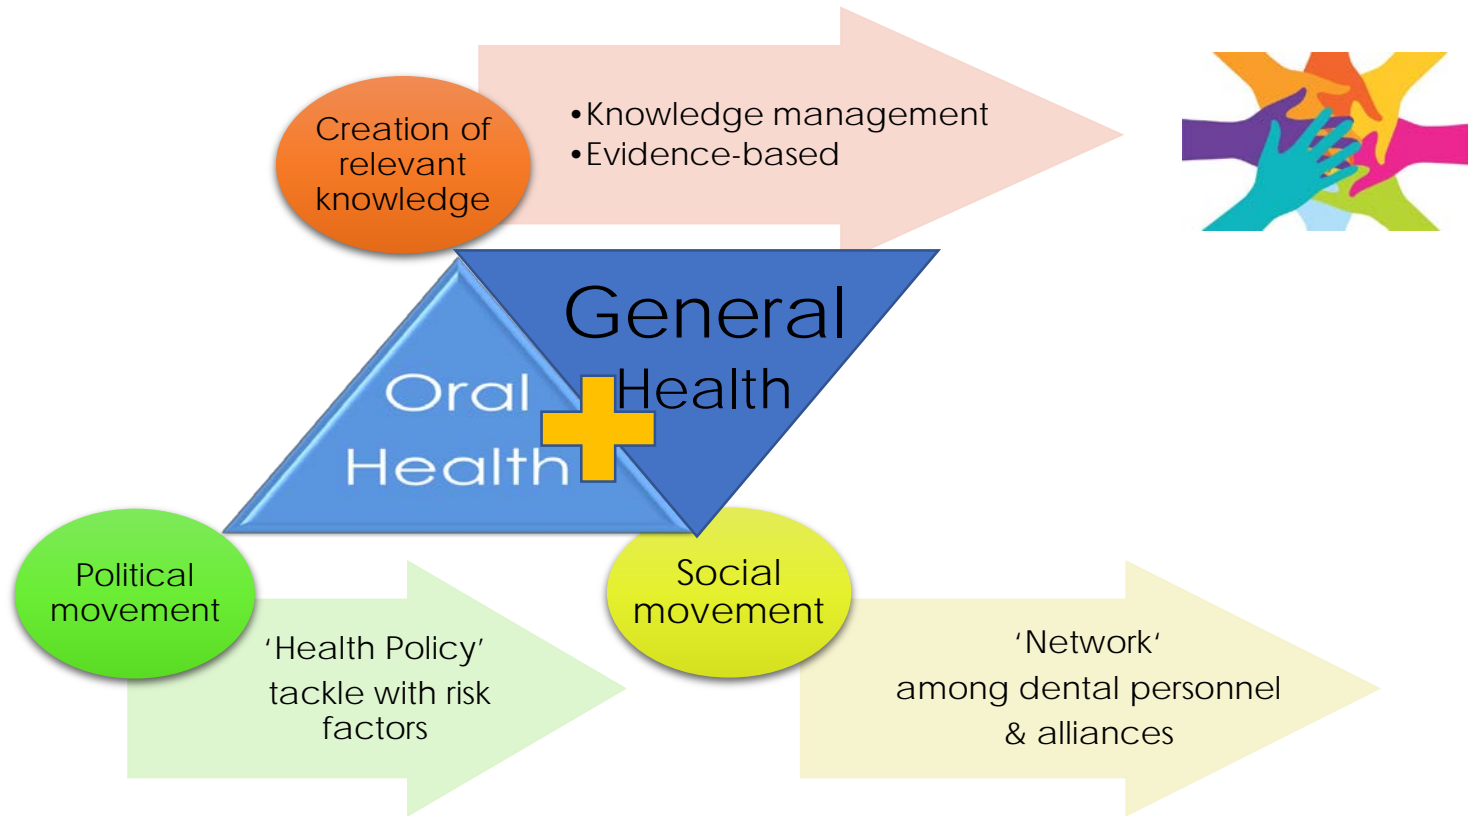 Creation of
relevant
knowledge
•Knowledge management
•Evidence-based
General
Health
Oral
Health
Political
movement
‘Health Policy’
tackle with risk
factors
Social
movement
‘Network‘
among dental personnel
& alliances